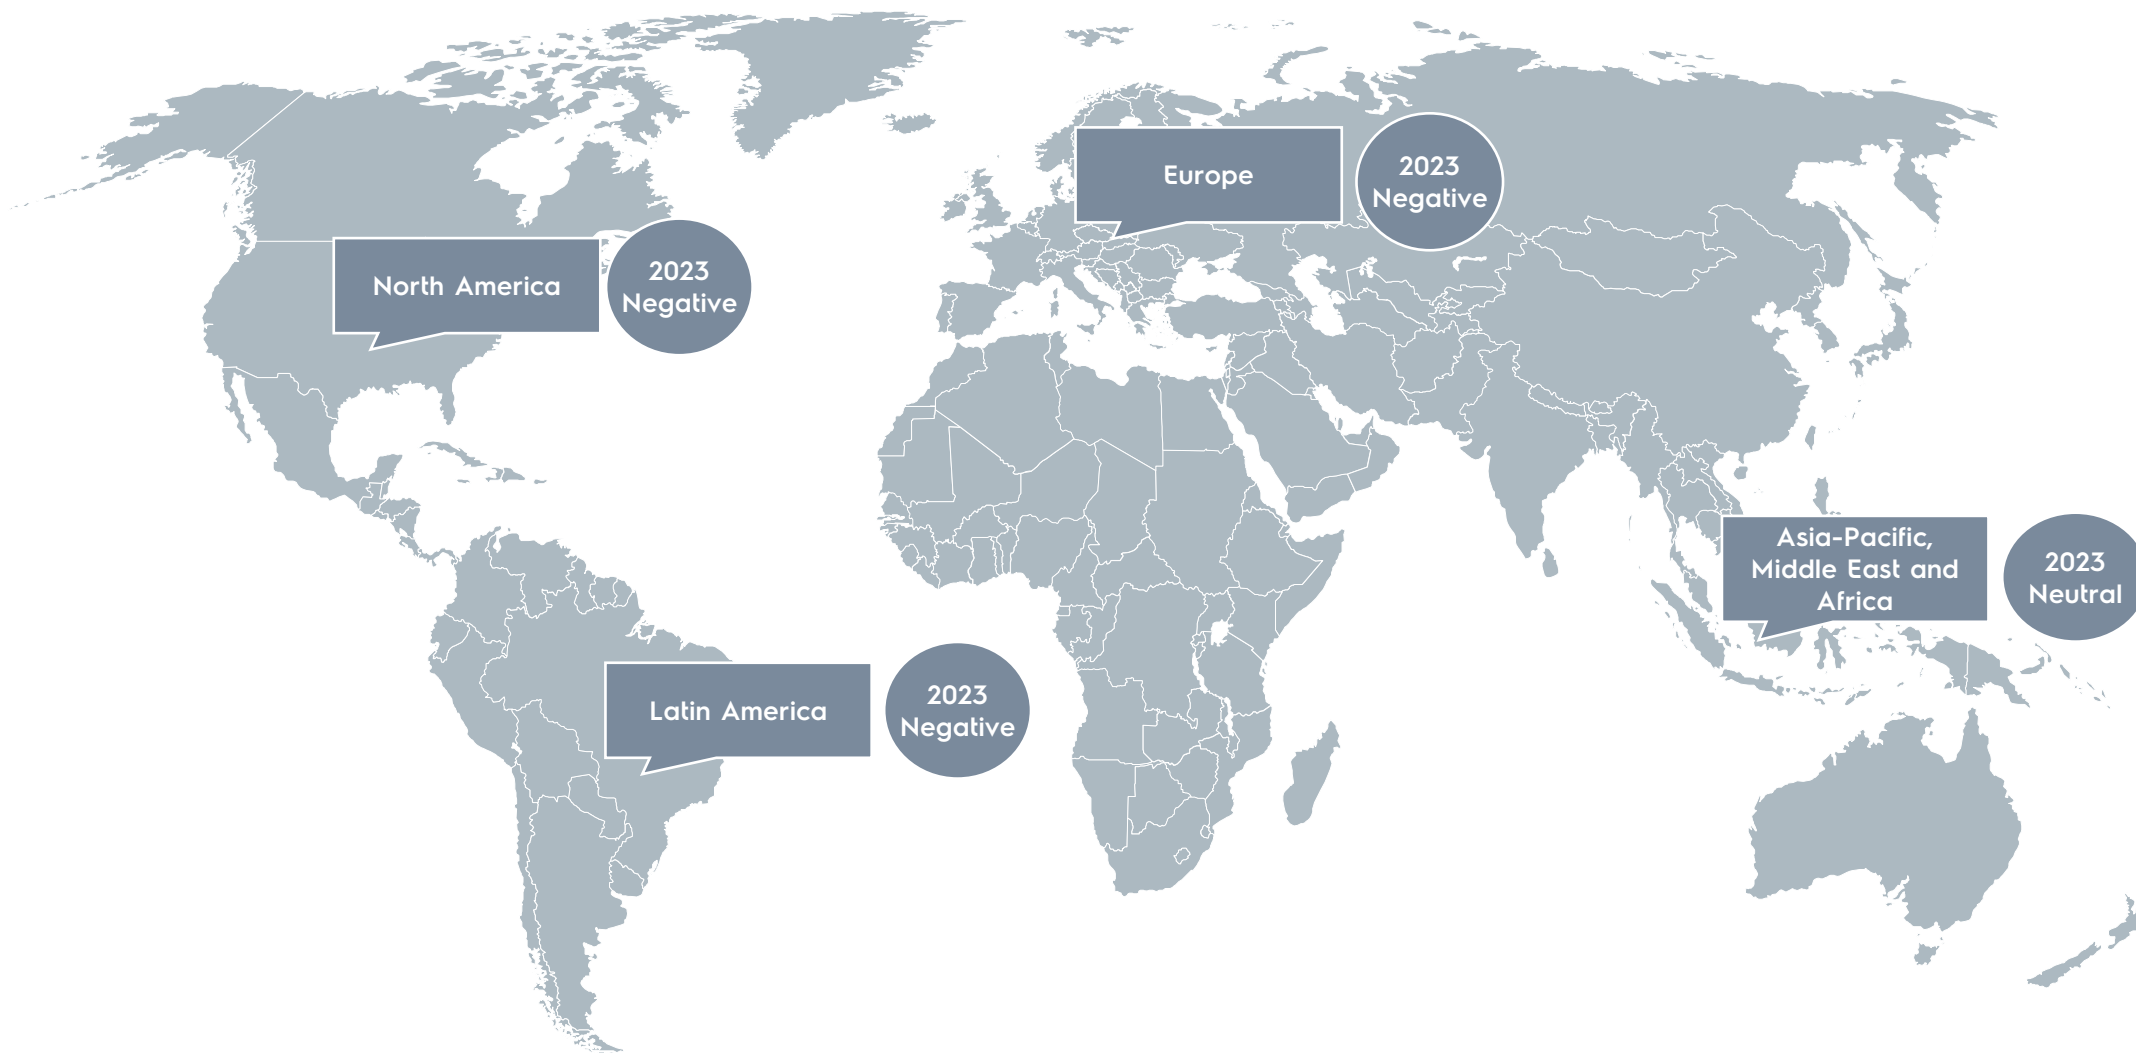 Europe
2023
Negative
North America
2023
Negative
Asia-Pacific,
Middle East and
Africa
2023
Neutral
Latin America
2023
Negative